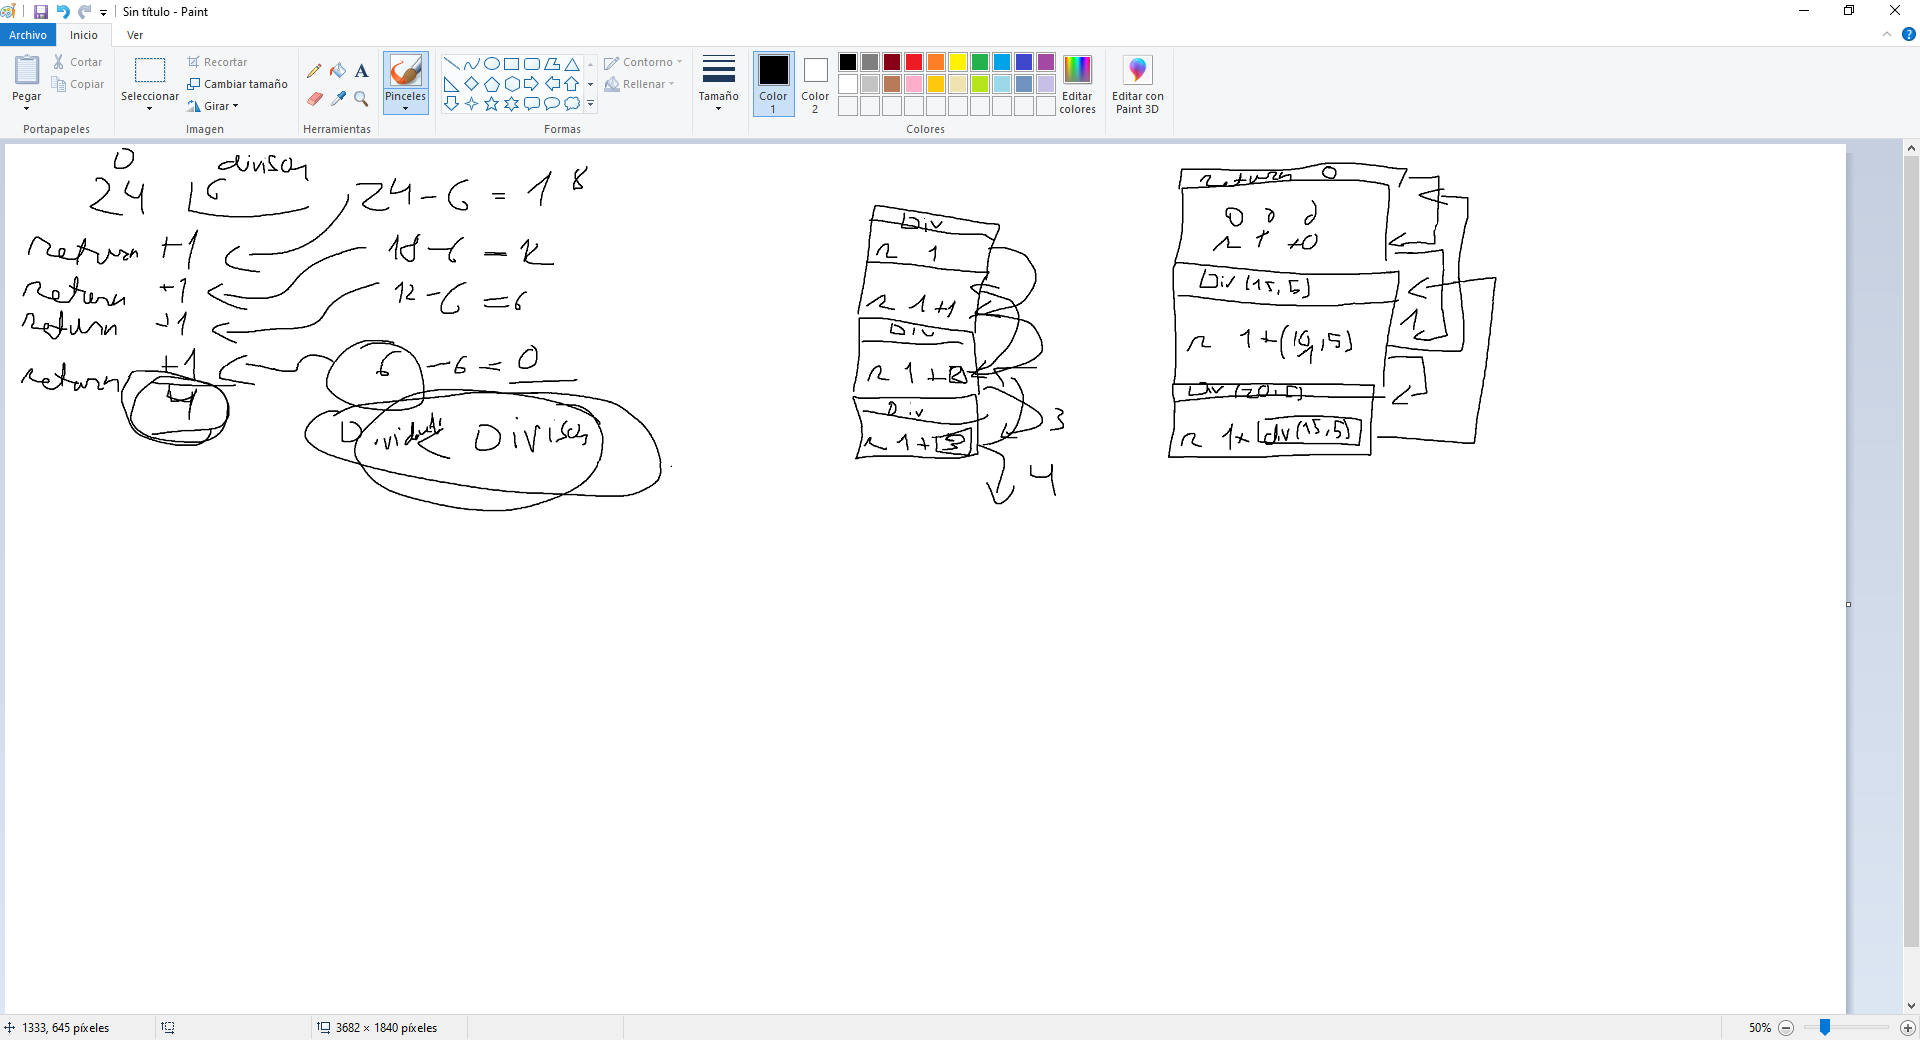 Sin título - Paint
Archivo Inicio Ver
Pegar
Cortar
Copiar
Portapapeles
Seleccionar
Recortar
Cambiar tamaño
Girar
Imagen
Herramientas
Pinceles
Contorno
Rellenar
Formas
Tamaño
Color 1
Color 2
Editar colores
Colores
Editar con Paint 3D
0 divisor
24 6 24-6=18
return +1 18-6=12
return +1 12-6=6
return +1
return +1 6-6=0
4
Dividendo < Divisor
Div
r 1
r 1+1
Div
r 1+2
Div
r 1+3
3
4
return 0
0 0 0
Div(15,5)
r 1+(10,5)
1
Div(20,5)
r 1+ div(15,5)
1333, 645 píxeles
3682 × 1840 píxeles
50%